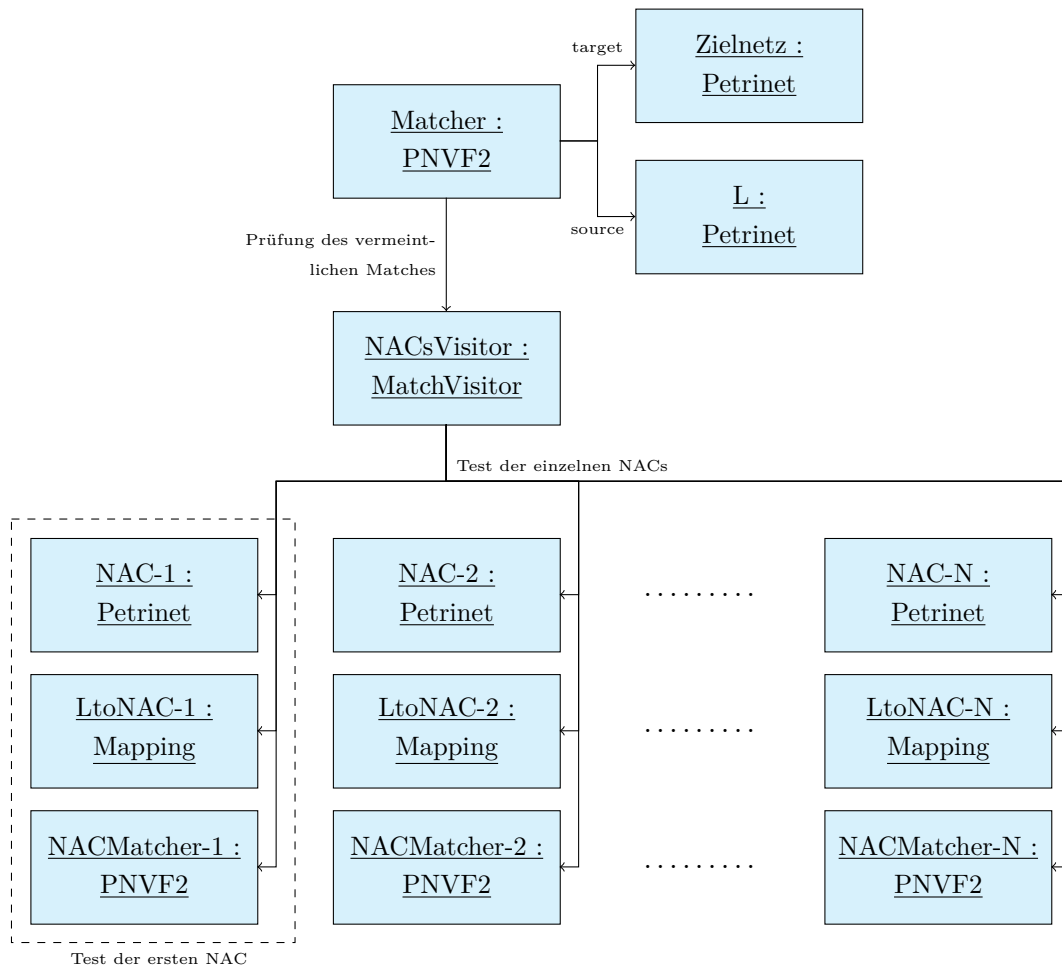 target
Zielnetz :
Petrinet
Matcher :
PNVF2
source
L :
Petrinet
Prüfung des vermeint-
lichen Matches
NACsVisitor :
MatchVisitor
Test der einzelnen NACs
NAC-1 :
Petrinet
NAC-2 :
Petrinet
.........
NAC-N :
Petrinet
LtoNAC-1 :
Mapping
LtoNAC-2 :
Mapping
.........
LtoNAC-N :
Mapping
NACMatcher-1 :
PNVF2
NACMatcher-2 :
PNVF2
.........
NACMatcher-N :
PNVF2
Test der ersten NAC